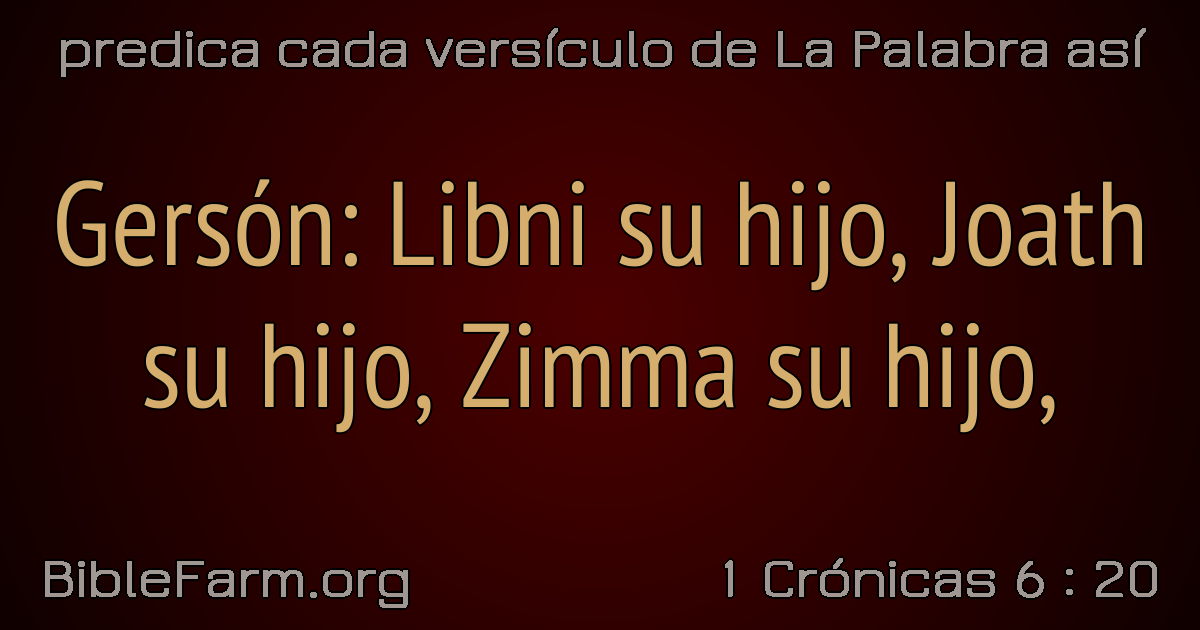 predica cada versículo de La Palabra así
Gersón: Libni su hijo, Joath
su hijo, Zimma su hijo,
BibleFarm.org
1 Crónicas 6 : 20